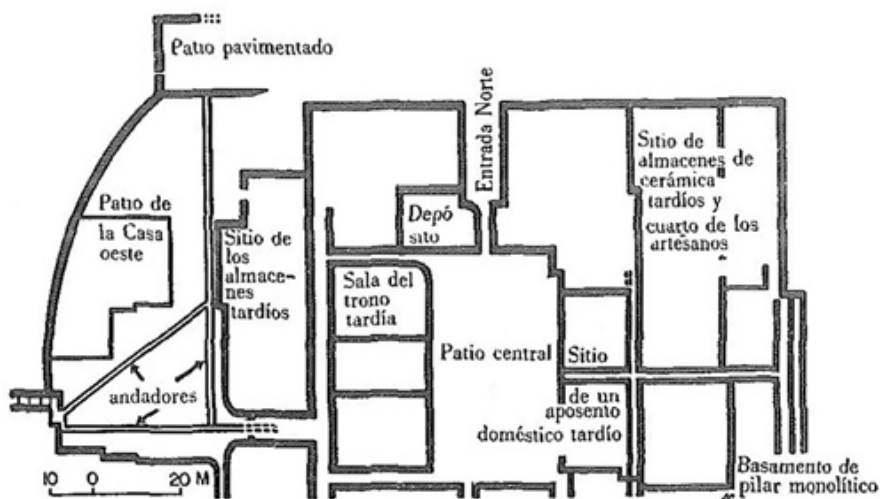 Patio pavimentado
Entrada Norte
Sitio de
almacenes de
cerámica
tardíos y
cuarto de los
artesanos
Patio de
la Casa
oeste
Sitio de
los
almace-
nes
tardíos
Depó
sito
Sala del
trono
tardía
Patio central
Sitio
de un
aposento
doméstico tardío
andadores
Basamento de
pilar monolítico
10 0 20 M